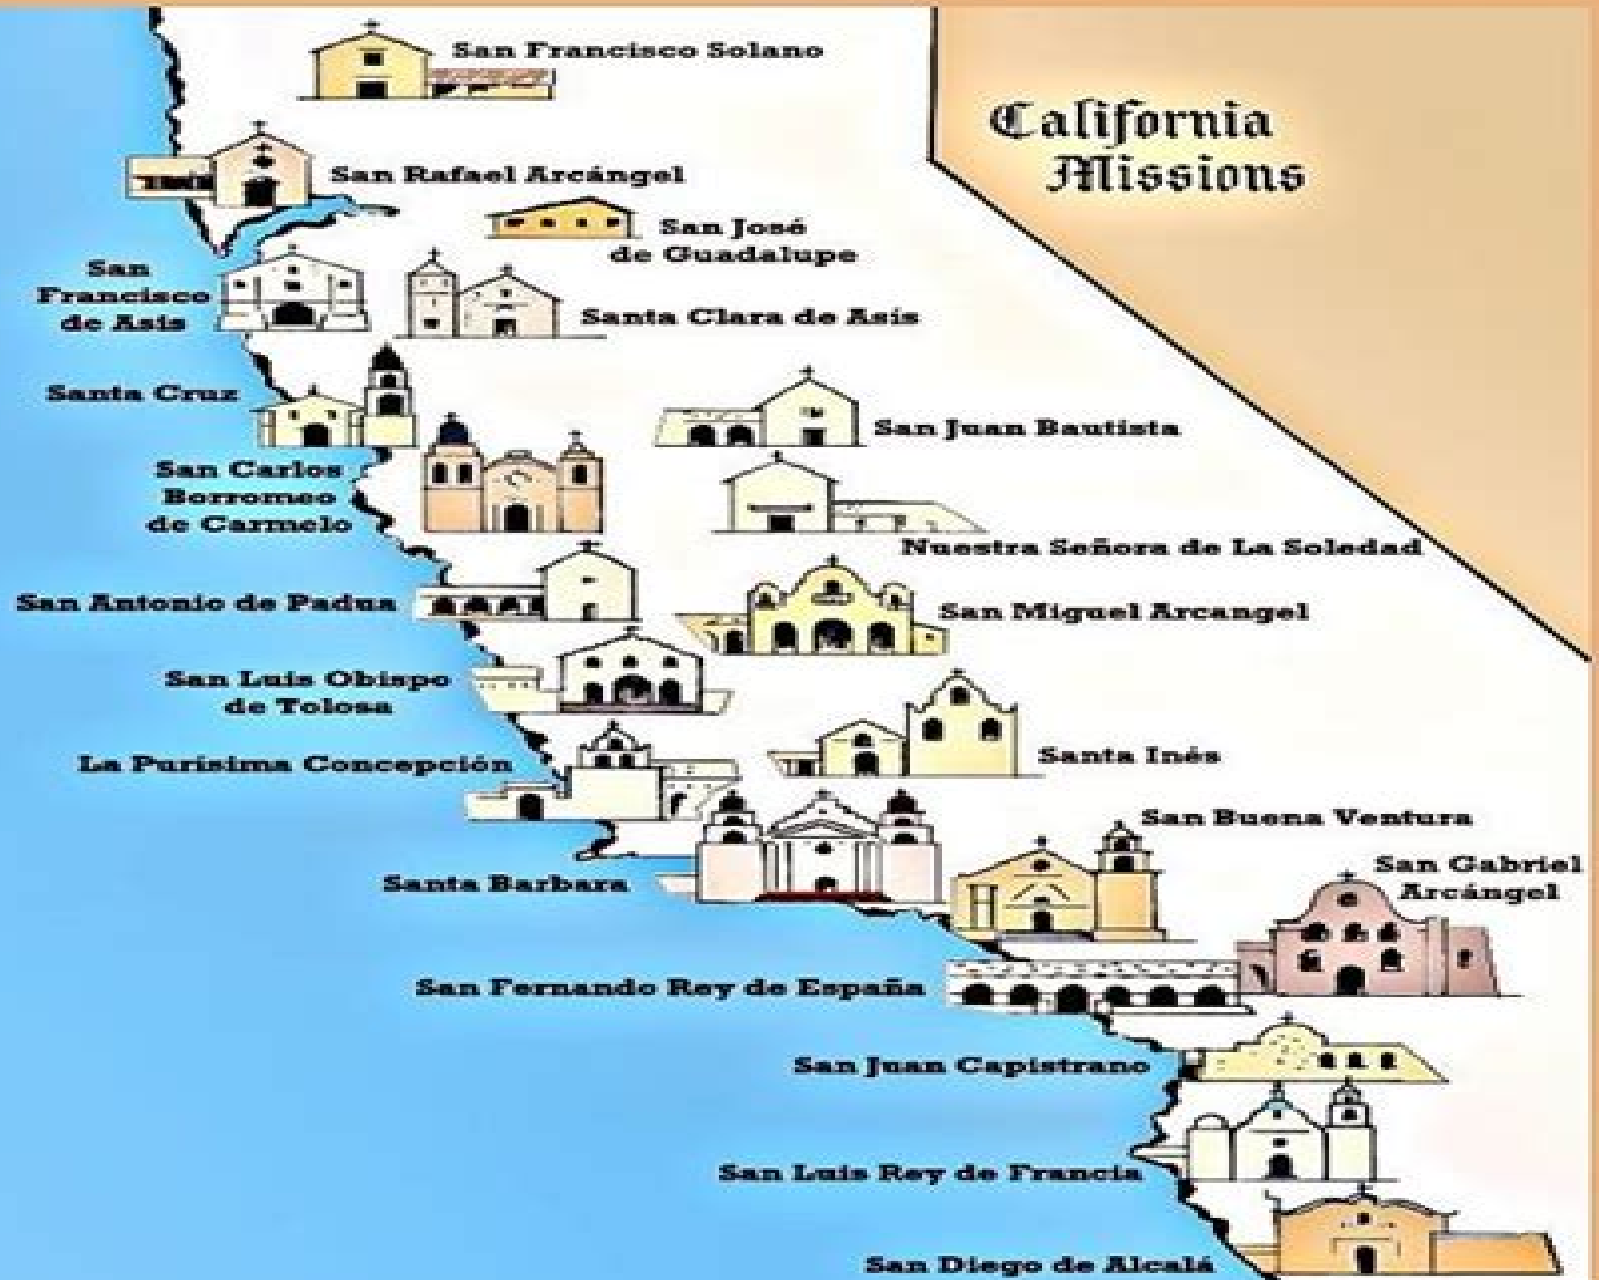 San Francisco Solano
California
Missions
San Rafael Arcángel
San José
de Guadalupe
San
Francisco
de Asis
Santa Clara de Asís
Santa Cruz
San Juan Bautista
San Carlos
Borromeo
de Carmelo
Nuestra Señora de La Soledad
San Antonio de Padua
San Miguel Arcangel
San Luis Obispo
de Tolosa
Santa Inés
La Purísima Concepción
San Buena Ventura
San Gabriel
Arcángel
Santa Barbara
San Fernando Rey de España
San Juan Capistrano
San Luis Rey de Francia
San Diego de Alcalá